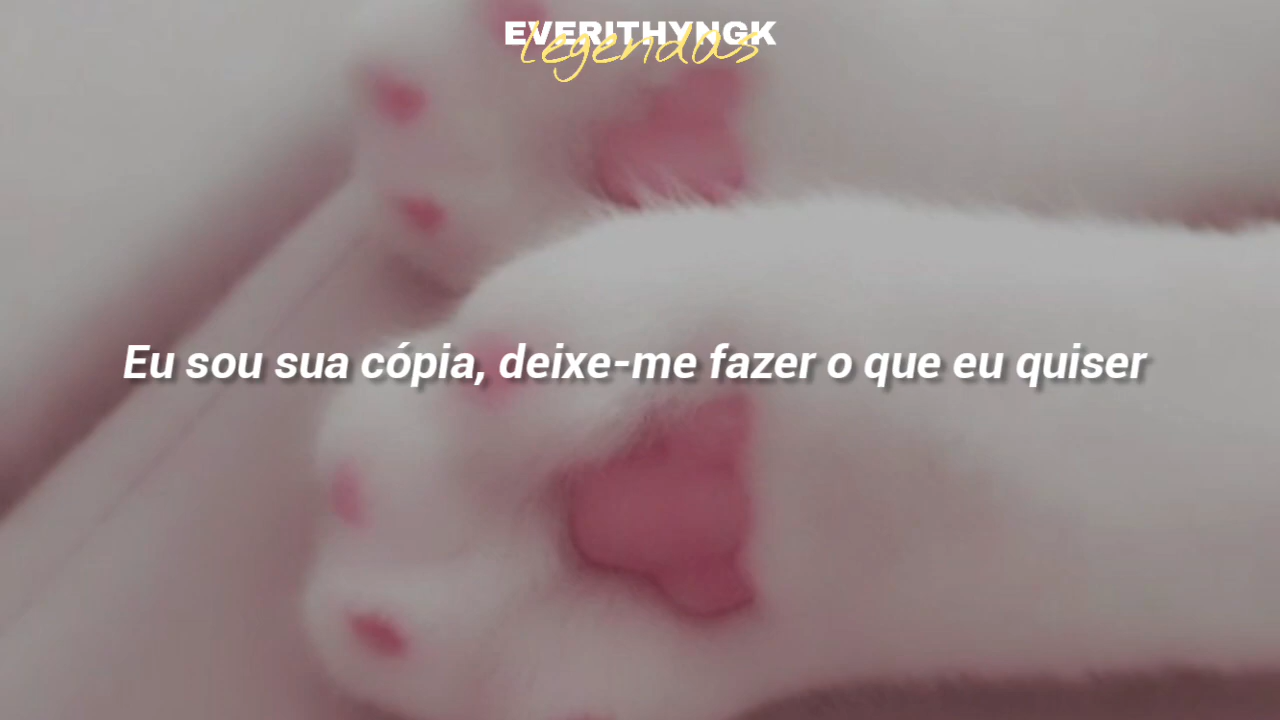 EVERITHYNGK
legendas
Eu sou sua cópia, deixe-me fazer o que eu quiser